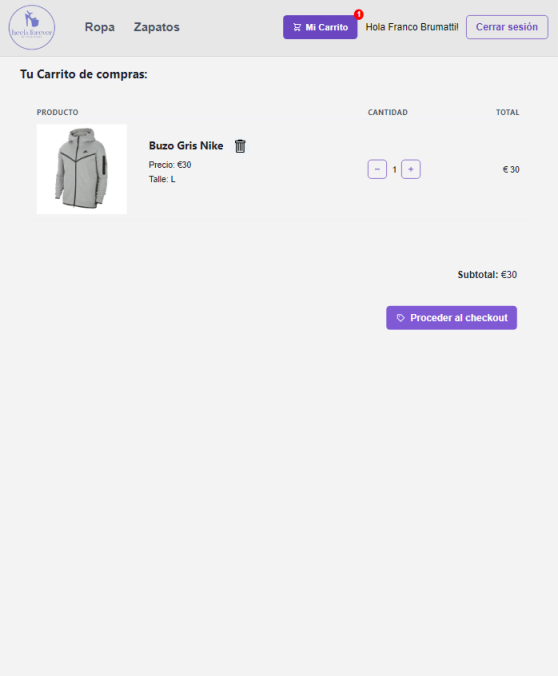 heels forever
Ropa
Zapatos
Mi Carrito
1
Hola Franco Brumatti!
Cerrar sesión
Tu Carrito de compras:
PRODUCTO
CANTIDAD
TOTAL
Buzo Gris Nike
Precio: €30
Talle: L
− 1 +
€ 30
Subtotal: €30
Proceder al checkout